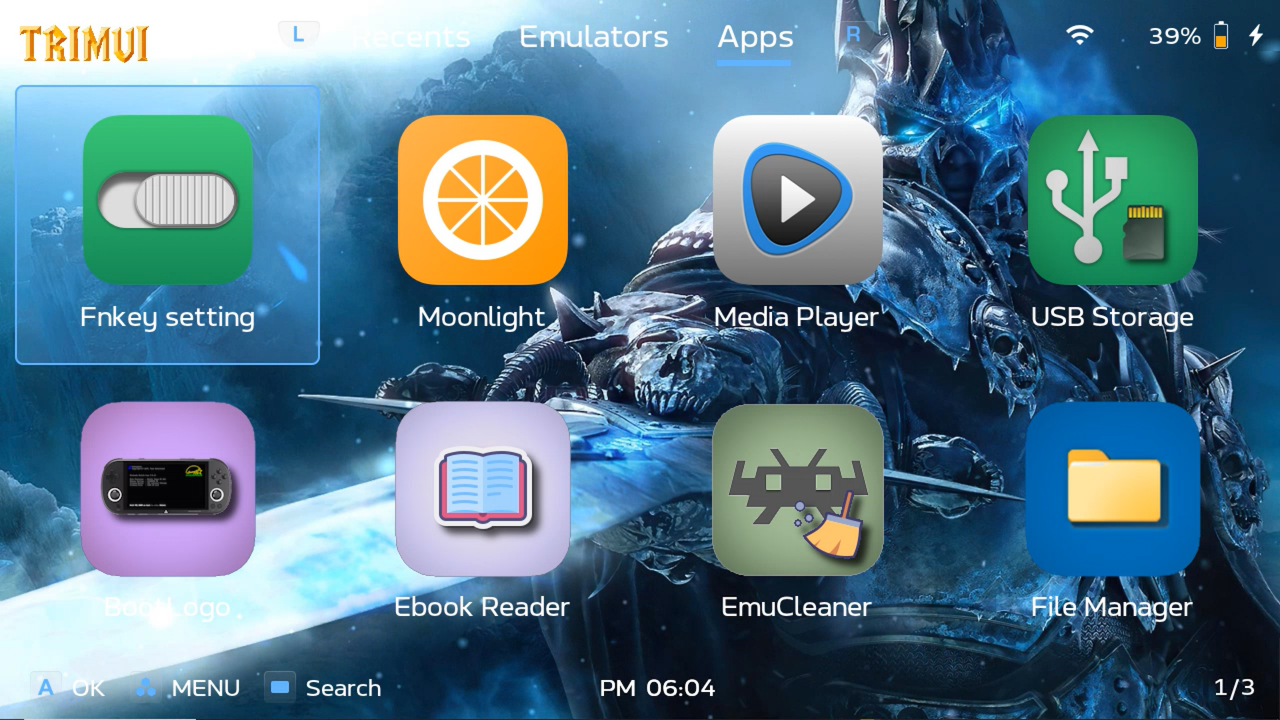 TRIMUI L Recents Emulators Apps R 39%
Fnkey setting Moonlight Media Player USB Storage
BootLogo Ebook Reader EmuCleaner File Manager
A OK MENU Search PM 06:04 1/3